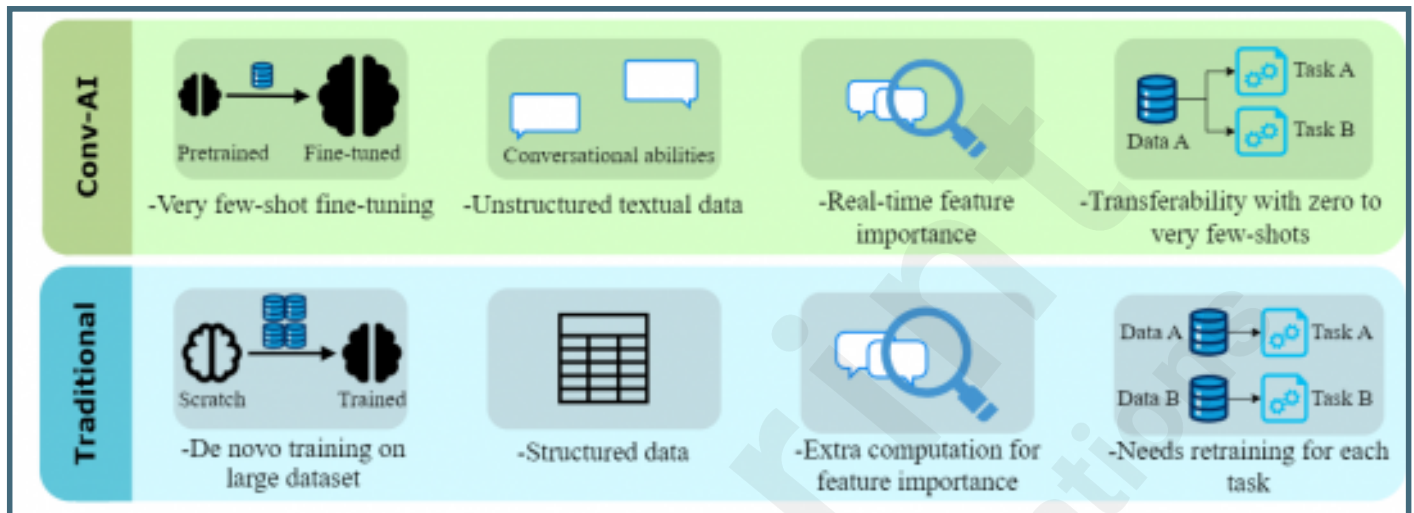 Conv-AI
Pretrained
Fine-tuned
-Very few-shot fine-tuning
Conversational abilities
-Unstructured textual data
-Real-time feature
importance
Data A
Task A
Task B
-Transferability with zero to
very few-shots
Traditional
Scratch
Trained
-De novo training on
large dataset
-Structured data
-Extra computation for
feature importance
Data A
Task A
Data B
Task B
-Needs retraining for each
task